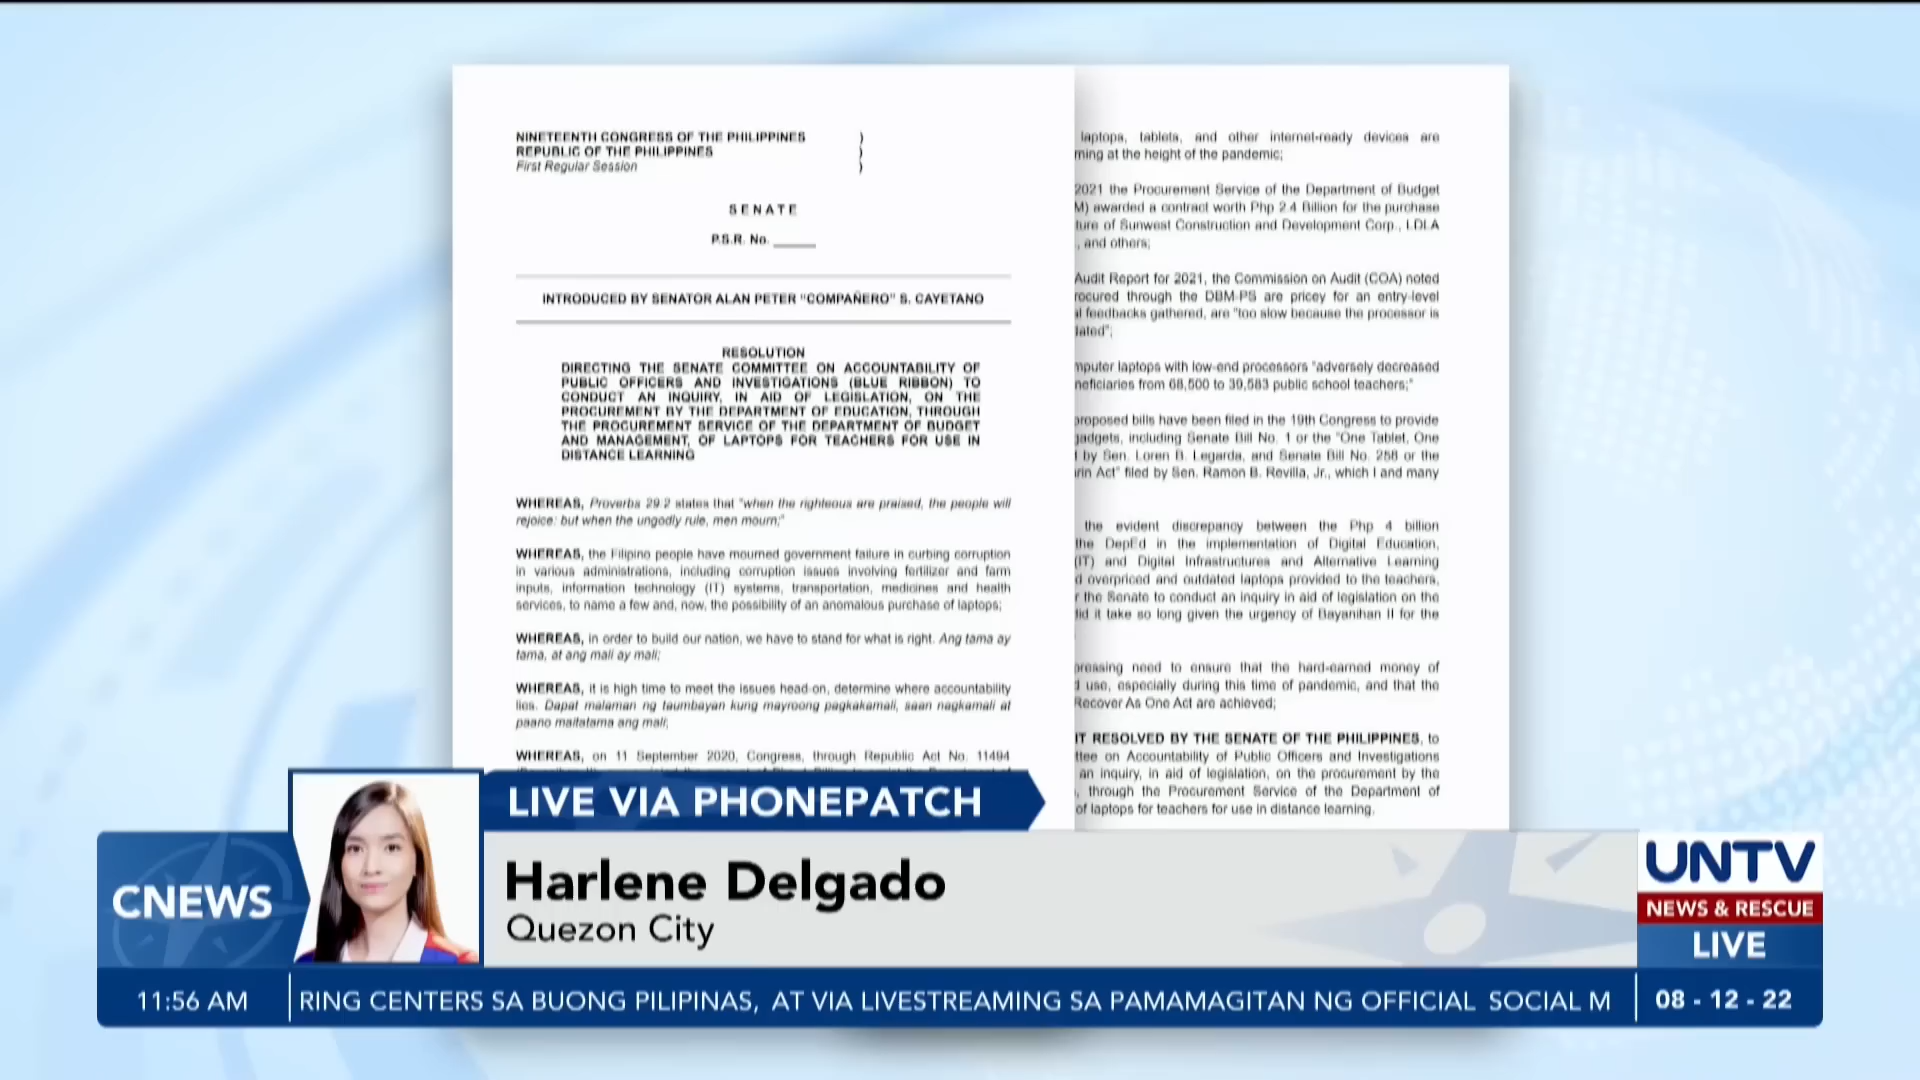 NINETEENTH CONGRESS OF THE PHILIPPINES )
REPUBLIC OF THE PHILIPPINES )
First Regular Session )
SENATE
P.S.R. No. ______
INTRODUCED BY SENATOR ALAN PETER "COMPAÑERO" S. CAYETANO
RESOLUTION
DIRECTING THE SENATE COMMITTEE ON ACCOUNTABILITY OF
PUBLIC OFFICERS AND INVESTIGATIONS (BLUE RIBBON) TO
CONDUCT AN INQUIRY, IN AID OF LEGISLATION, ON THE
PROCUREMENT BY THE DEPARTMENT OF EDUCATION, THROUGH
THE PROCUREMENT SERVICE OF THE DEPARTMENT OF BUDGET
AND MANAGEMENT, OF LAPTOPS FOR TEACHERS FOR USE IN
DISTANCE LEARNING
WHEREAS, Proverbs 29:2 states that "when the righteous are praised, the people will
rejoice: but when the ungodly rule, men mourn;"
WHEREAS, the Filipino people have mourned government failure in curbing corruption
in various administrations, including corruption issues involving fertilizer and farm
inputs, information technology (IT) systems, transportation, medicines and health
services, to name a few and, now, the possibility of an anomalous purchase of laptops;
WHEREAS, in order to build our nation, we have to stand for what is right. Ang tama ay
tama, at ang mali ay mali;
WHEREAS, it is high time to meet the issues head-on, determine where accountability
lies. Dapat malaman ng taumbayan kung mayroong pagkakamali, saan nagkamali at
paano maitatama ang mali;
WHEREAS, on 11 September 2020, Congress, through Republic Act No. 11494
laptops, tablets, and other internet-ready devices are
rning at the height of the pandemic;
2021 the Procurement Service of the Department of Budget
M) awarded a contract worth Php 2.4 Billion for the purchase
ture of Sunwest Construction and Development Corp., LDLA
, and others;
Audit Report for 2021, the Commission on Audit (COA) noted
rocured through the DBM-PS are pricey for an entry-level
l feedbacks gathered, are "too slow because the processor is
dated";
mputer laptops with low-end processors "adversely decreased
neficiaries from 68,500 to 39,583 public school teachers;"
proposed bills have been filed in the 19th Congress to provide
gadgets, including Senate Bill No. 1 or the "One Tablet, One
by Sen. Loren B. Legarda, and Senate Bill No. 258 or the
rin Act" filed by Sen. Ramon B. Revilla, Jr., which I and many
the evident discrepancy between the Php 4 billion
the DepEd in the implementation of Digital Education,
(IT) and Digital Infrastructures and Alternative Learning
d overpriced and outdated laptops provided to the teachers,
r the Senate to conduct an inquiry in aid of legislation on the
did it take so long given the urgency of Bayanihan II for the
pressing need to ensure that the hard-earned money of
d use, especially during this time of pandemic, and that the
Recover As One Act are achieved;
IT RESOLVED BY THE SENATE OF THE PHILIPPINES, to
ttee on Accountability of Public Officers and Investigations
an inquiry, in aid of legislation, on the procurement by the
, through the Procurement Service of the Department of
of laptops for teachers for use in distance learning.
LIVE VIA PHONEPATCH
CNEWS
Harlene Delgado
Quezon City
UNTV
NEWS & RESCUE
LIVE
11:56 AM
RING CENTERS SA BUONG PILIPINAS, AT VIA LIVESTREAMING SA PAMAMAGITAN NG OFFICIAL SOCIAL M
08 - 12 - 22